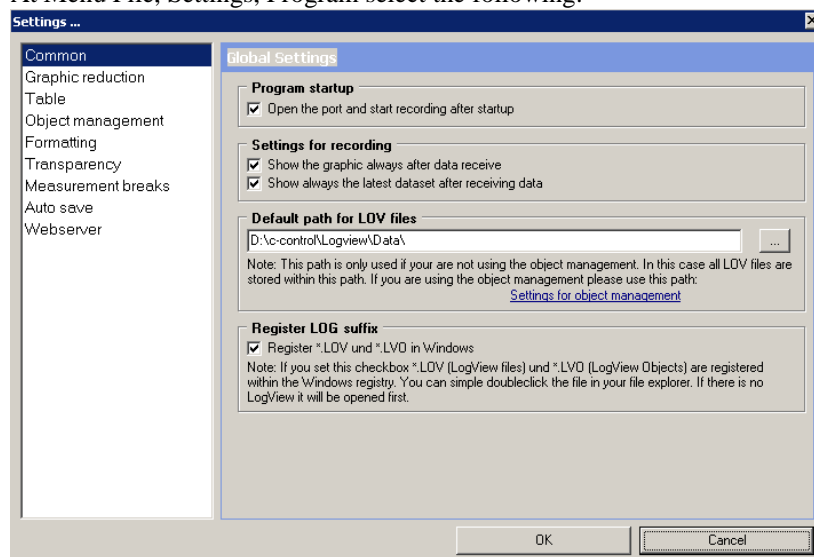 At Menu File, Settings, Program select the following:
Settings ...
Common
Graphic reduction
Table
Object management
Formatting
Transparency
Measurement breaks
Auto save
Webserver
Global Settings
Program startup
Open the port and start recording after startup
Settings for recording
Show the graphic always after data receive
Show always the latest dataset after receiving data
Default path for LOV files
D:\c-control\Logview\Data\
...
Note: This path is only used if your are not using the object management. In this case all LOV files are
stored within this path. If you are using the object management please use this path:
Settings for object management
Register LOG suffix
Register *.LOV und *.LVO in Windows
Note: If you set this checkbox *.LOV (LogView files) und *.LVO (LogView Objects) are registered
within the Windows registry. You can simple doubleclick the file in your file explorer. If there is no
LogView it will be opened first.
OK
Cancel